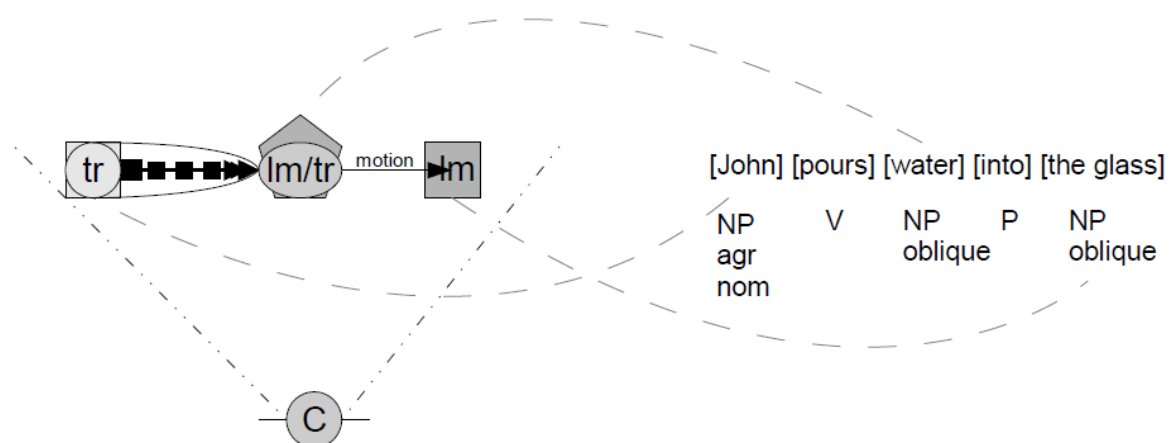 tr
lm/tr
motion
lm
[John] [pours] [water] [into] [the glass]
NP V NP P NP
agr oblique oblique
nom
C